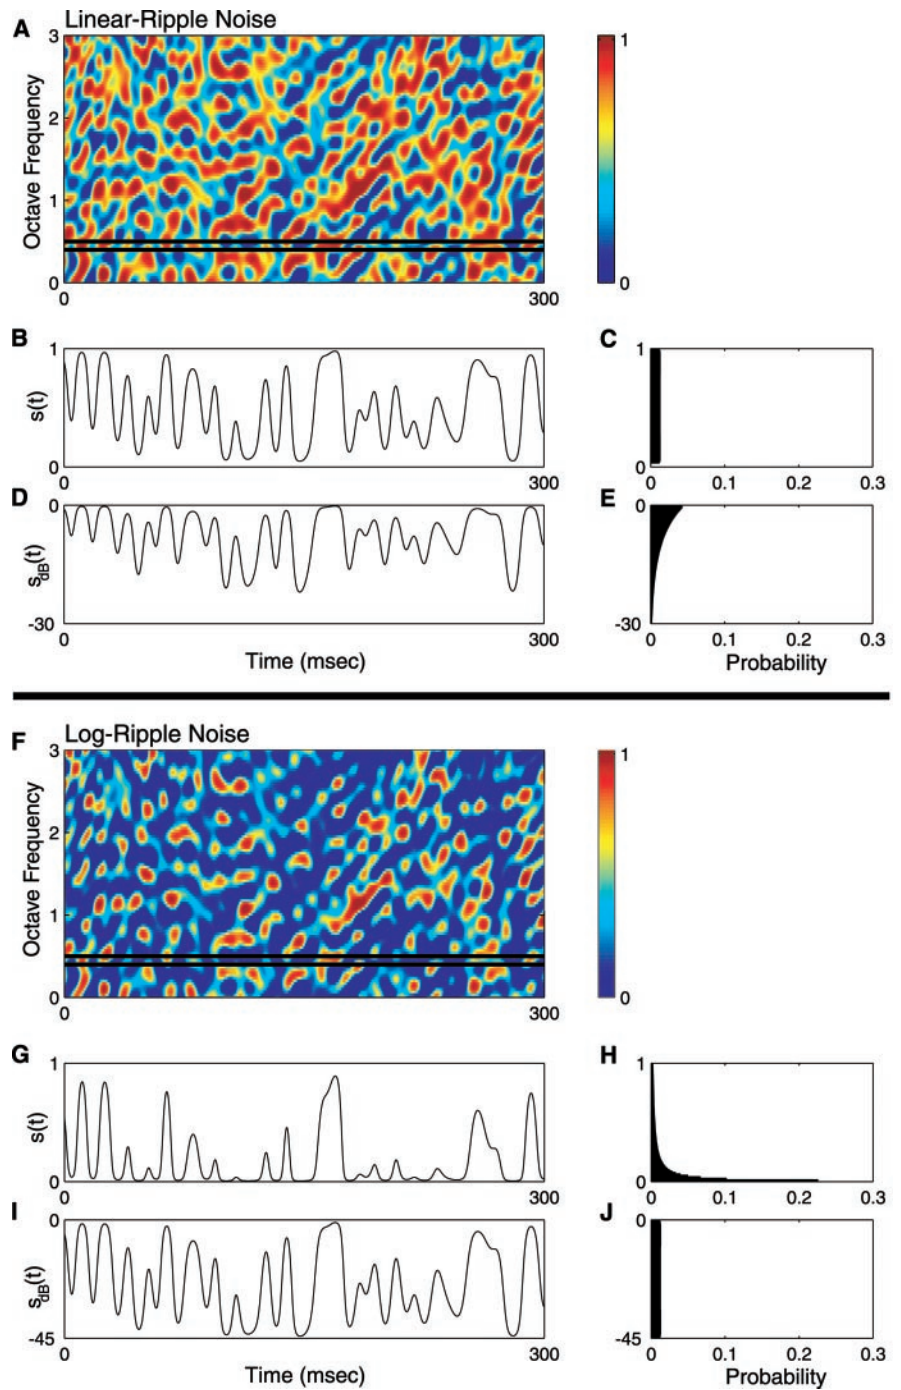 A Linear-Ripple Noise
3
2
1
0
Octave Frequency
0 300
1
0
B
1
0
s(t)
0 300
C
1
0
0 0.1 0.2 0.3
D
0
-30
sdB(t)
0 300
Time (msec)
E
0
-30
0 0.1 0.2 0.3
Probability
F Log-Ripple Noise
3
2
1
0
Octave Frequency
0 300
1
0
G
1
0
s(t)
0 300
H
1
0
0 0.1 0.2 0.3
I
0
-45
sdB(t)
0 300
Time (msec)
J
0
-45
0 0.1 0.2 0.3
Probability